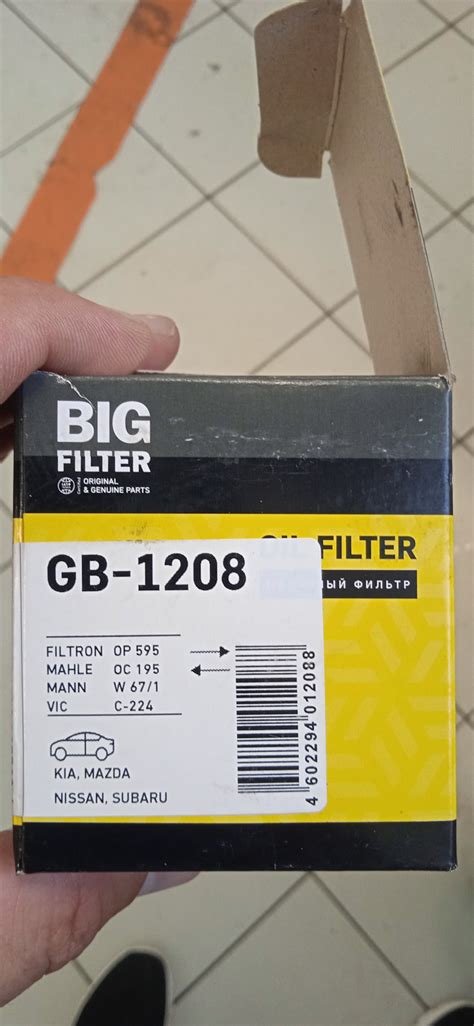 BIG
FILTER
ORIGINAL
& GENUINE PARTS
FILTER
ЫЙ ФИЛЬТР
GB-1208
FILTRON OP 595
MAHLE OC 195
MANN W 67/1
VIC C-224
4 602294 012088
KIA, MAZDA
NISSAN, SUBARU